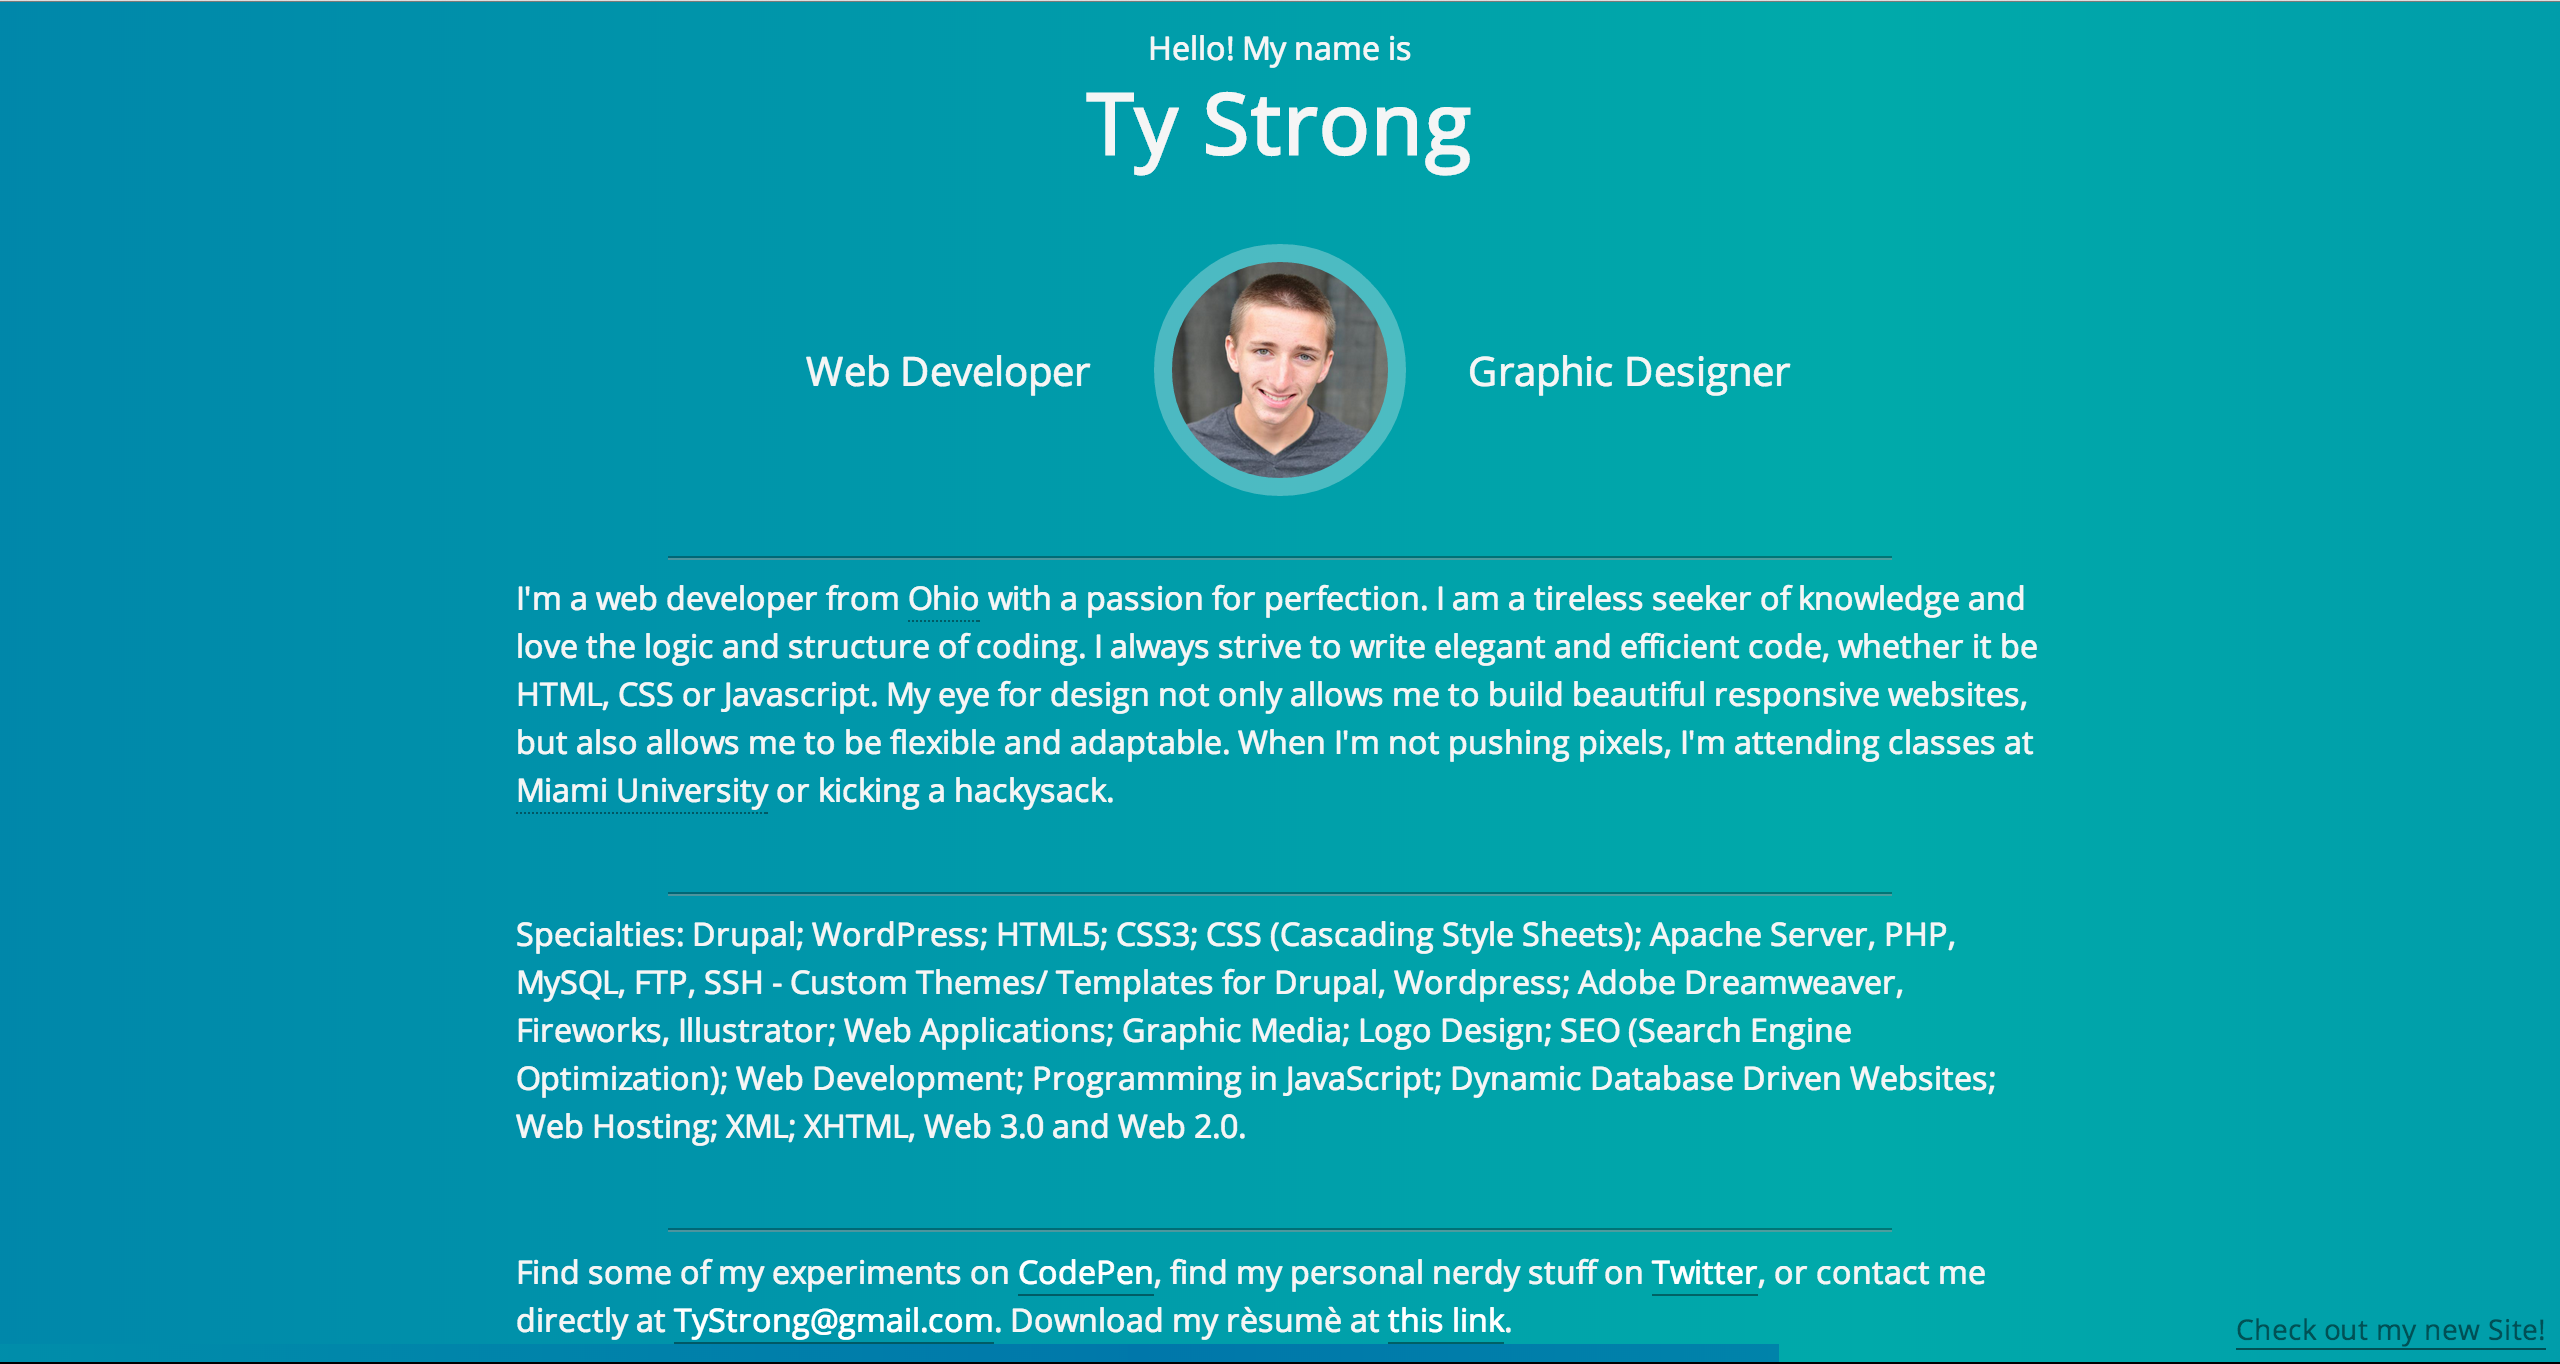 Hello! My name is
Ty Strong
Web Developer
Graphic Designer
I'm a web developer from Ohio with a passion for perfection. I am a tireless seeker of knowledge and
love the logic and structure of coding. I always strive to write elegant and efficient code, whether it be
HTML, CSS or Javascript. My eye for design not only allows me to build beautiful responsive websites,
but also allows me to be flexible and adaptable. When I'm not pushing pixels, I'm attending classes at
Miami University or kicking a hackysack.
Specialties: Drupal; WordPress; HTML5; CSS3; CSS (Cascading Style Sheets); Apache Server, PHP,
MySQL, FTP, SSH - Custom Themes/ Templates for Drupal, Wordpress; Adobe Dreamweaver,
Fireworks, Illustrator; Web Applications; Graphic Media; Logo Design; SEO (Search Engine
Optimization); Web Development; Programming in JavaScript; Dynamic Database Driven Websites;
Web Hosting; XML; XHTML, Web 3.0 and Web 2.0.
Find some of my experiments on CodePen, find my personal nerdy stuff on Twitter, or contact me
directly at TyStrong@gmail.com. Download my rèsumè at this link.
Check out my new Site!